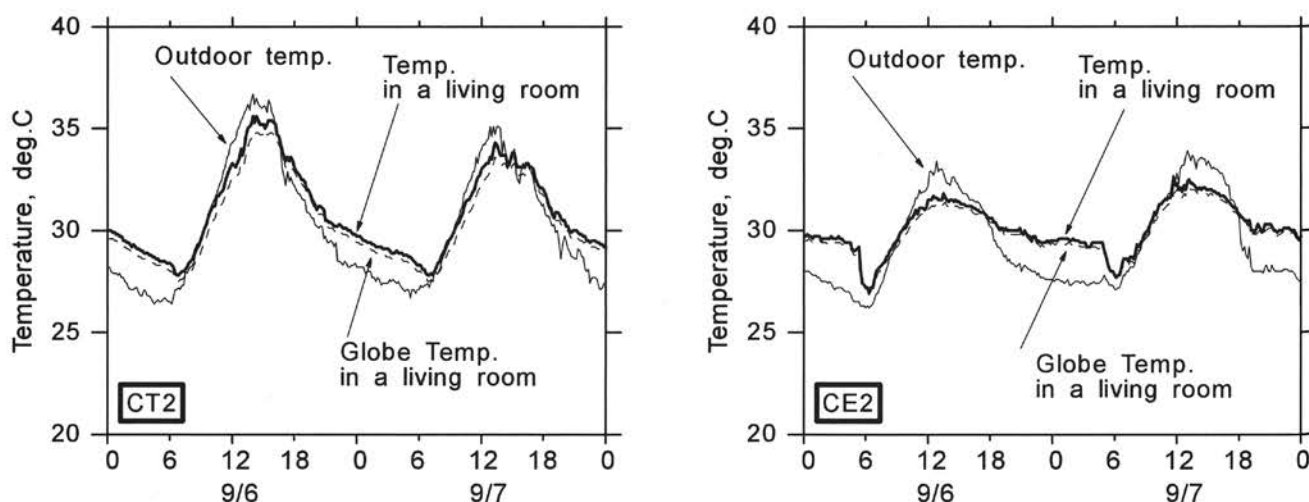 40
35
30
25
20
Temperature, deg.C
Outdoor temp.
Temp.
in a living room
Globe Temp.
in a living room
CT2
0 6 12 18 0 6 12 18 0
9/6 9/7
40
35
30
25
20
Temperature, deg.C
Outdoor temp.
Temp.
in a living room
Globe Temp.
in a living room
CE2
0 6 12 18 0 6 12 18 0
9/6 9/7